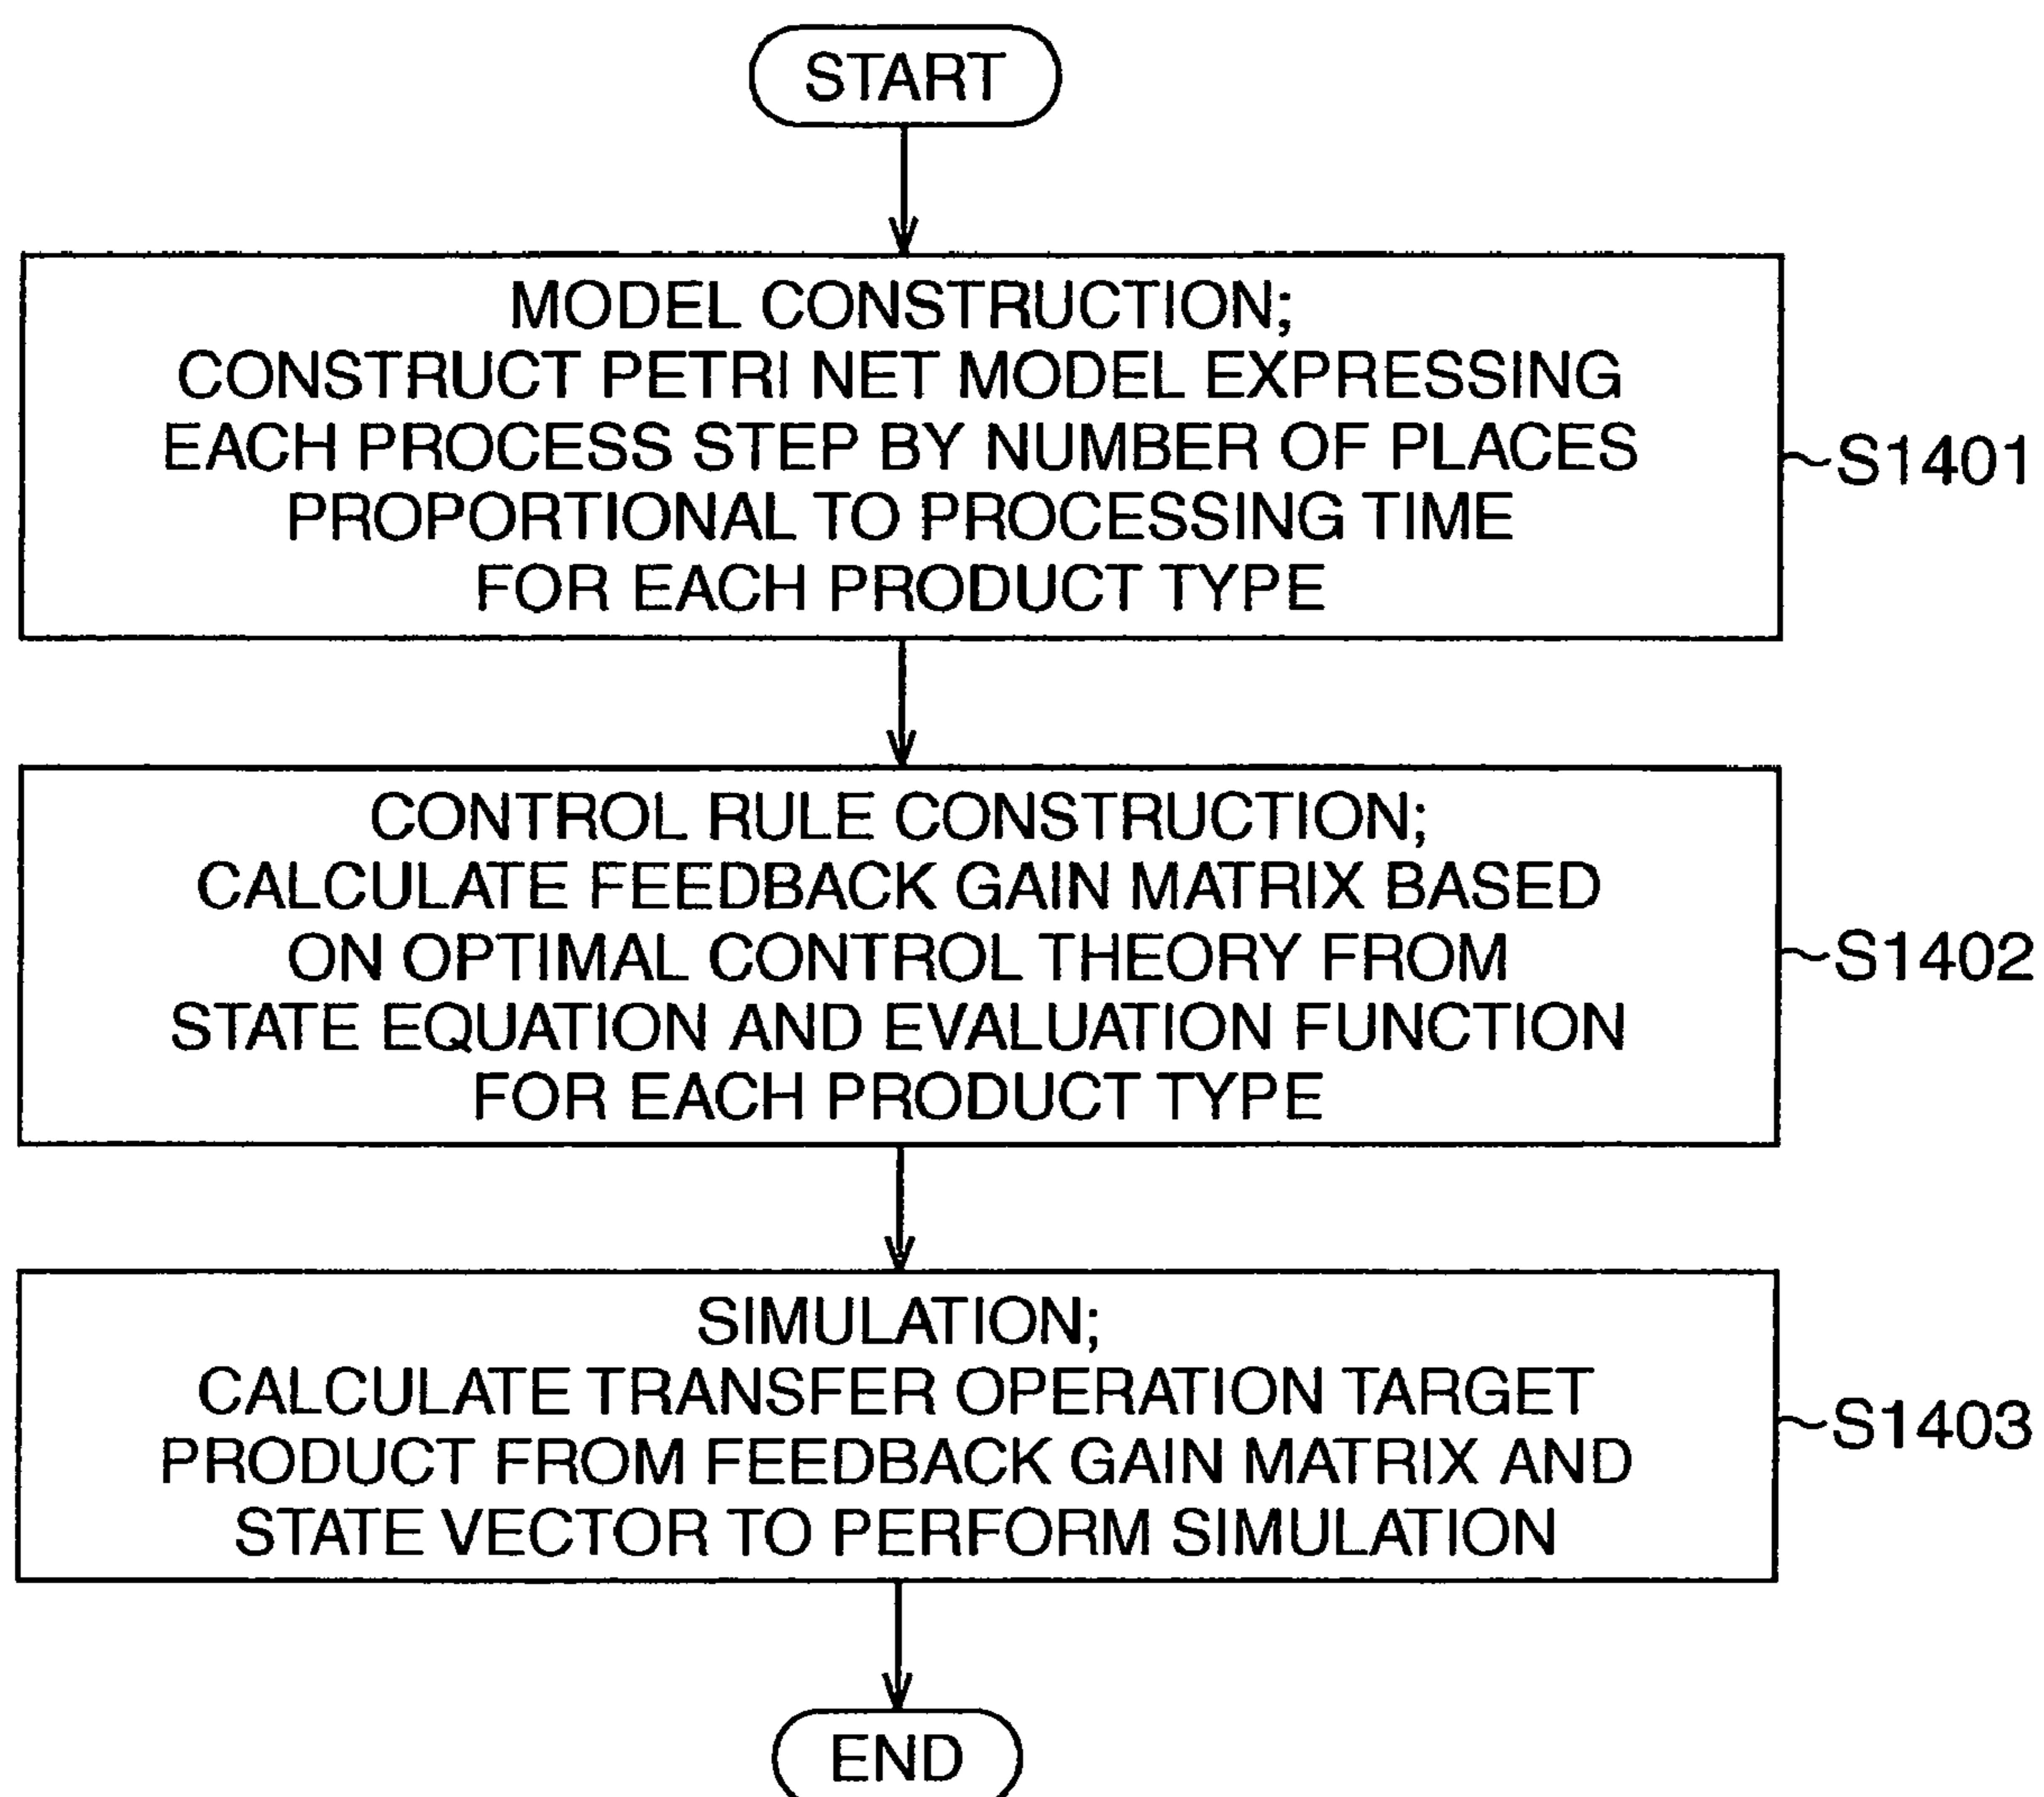 START
MODEL CONSTRUCTION;
CONSTRUCT PETRI NET MODEL EXPRESSING
EACH PROCESS STEP BY NUMBER OF PLACES
PROPORTIONAL TO PROCESSING TIME
FOR EACH PRODUCT TYPE
S1401
CONTROL RULE CONSTRUCTION;
CALCULATE FEEDBACK GAIN MATRIX BASED
ON OPTIMAL CONTROL THEORY FROM
STATE EQUATION AND EVALUATION FUNCTION
FOR EACH PRODUCT TYPE
S1402
SIMULATION;
CALCULATE TRANSFER OPERATION TARGET
PRODUCT FROM FEEDBACK GAIN MATRIX AND
STATE VECTOR TO PERFORM SIMULATION
S1403
END